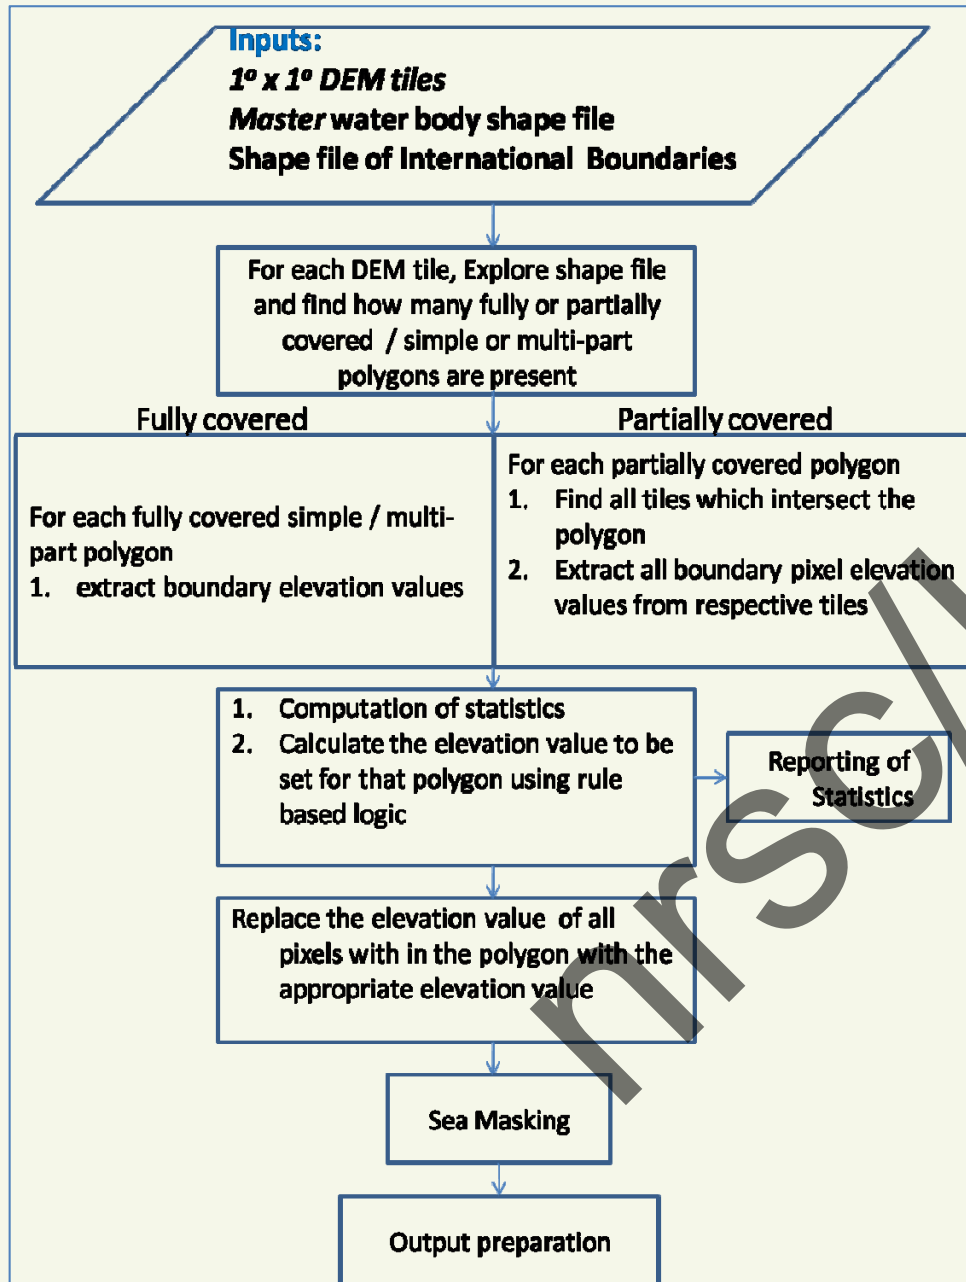 Inputs:
1º x 1º DEM tiles
Master water body shape file
Shape file of International Boundaries
For each DEM tile, Explore shape file
and find how many fully or partially
covered / simple or multi-part
polygons are present
Fully covered
Partially covered
For each fully covered simple / multi-
part polygon
1. extract boundary elevation values
For each partially covered polygon
1. Find all tiles which intersect the
polygon
2. Extract all boundary pixel elevation
values from respective tiles
1. Computation of statistics
2. Calculate the elevation value to be
set for that polygon using rule
based logic
Reporting of
Statistics
Replace the elevation value of all
pixels with in the polygon with the
appropriate elevation value
Sea Masking
Output preparation
nrsc/